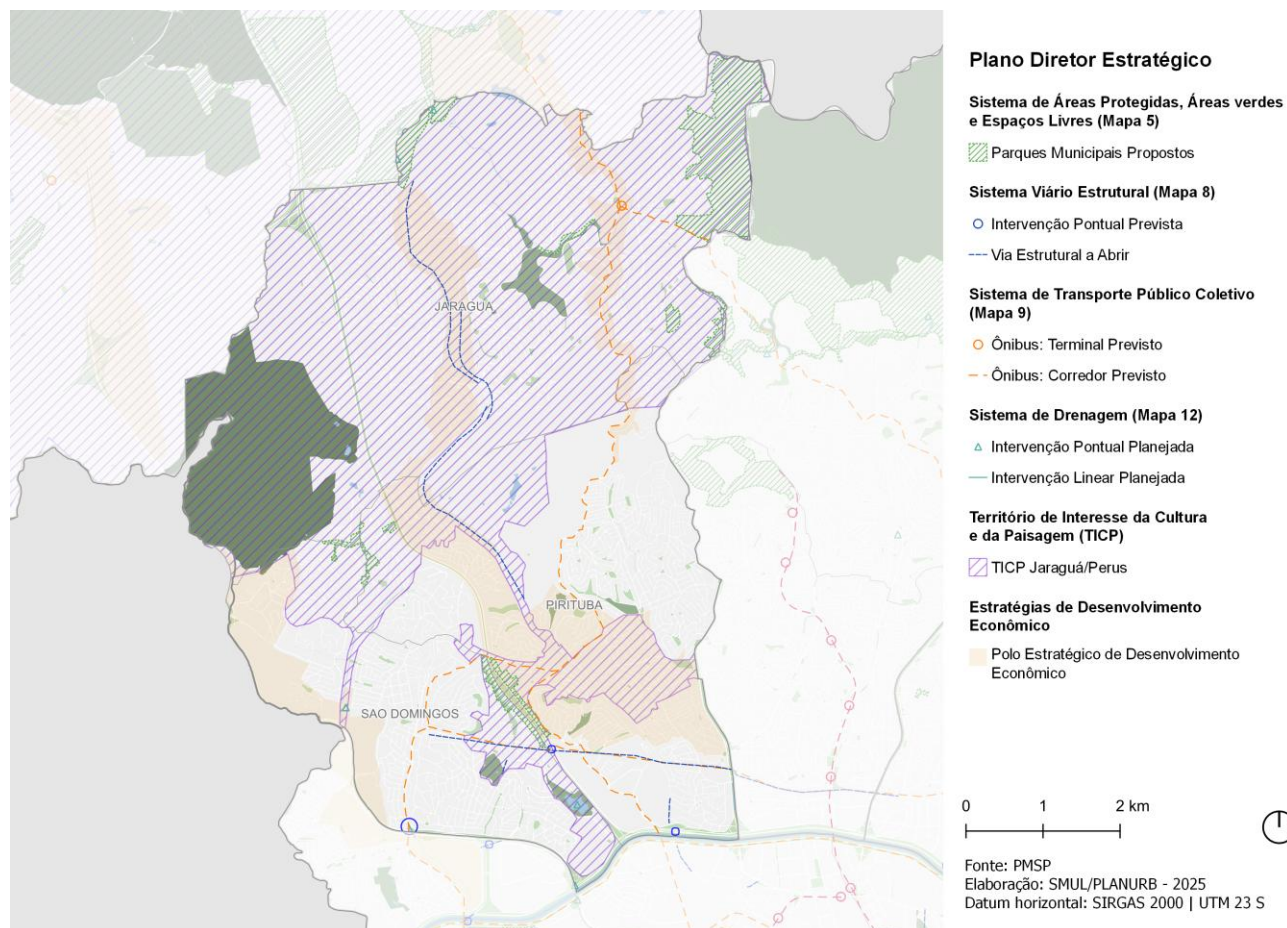 JARAGUA
PIRITUBA
SAO DOMINGOS
Plano Diretor Estratégico
Sistema de Áreas Protegidas, Áreas verdes
e Espaços Livres (Mapa 5)
Parques Municipais Propostos
Sistema Viário Estrutural (Mapa 8)
Intervenção Pontual Prevista
Via Estrutural a Abrir
Sistema de Transporte Público Coletivo
(Mapa 9)
Ônibus: Terminal Previsto
Ônibus: Corredor Previsto
Sistema de Drenagem (Mapa 12)
Intervenção Pontual Planejada
Intervenção Linear Planejada
Território de Interesse da Cultura
e da Paisagem (TICP)
TICP Jaraguá/Perus
Estratégias de Desenvolvimento
Econômico
Polo Estratégico de Desenvolvimento
Econômico
0 1 2 km
Fonte: PMSP
Elaboração: SMUL/PLANURB - 2025
Datum horizontal: SIRGAS 2000 | UTM 23 S